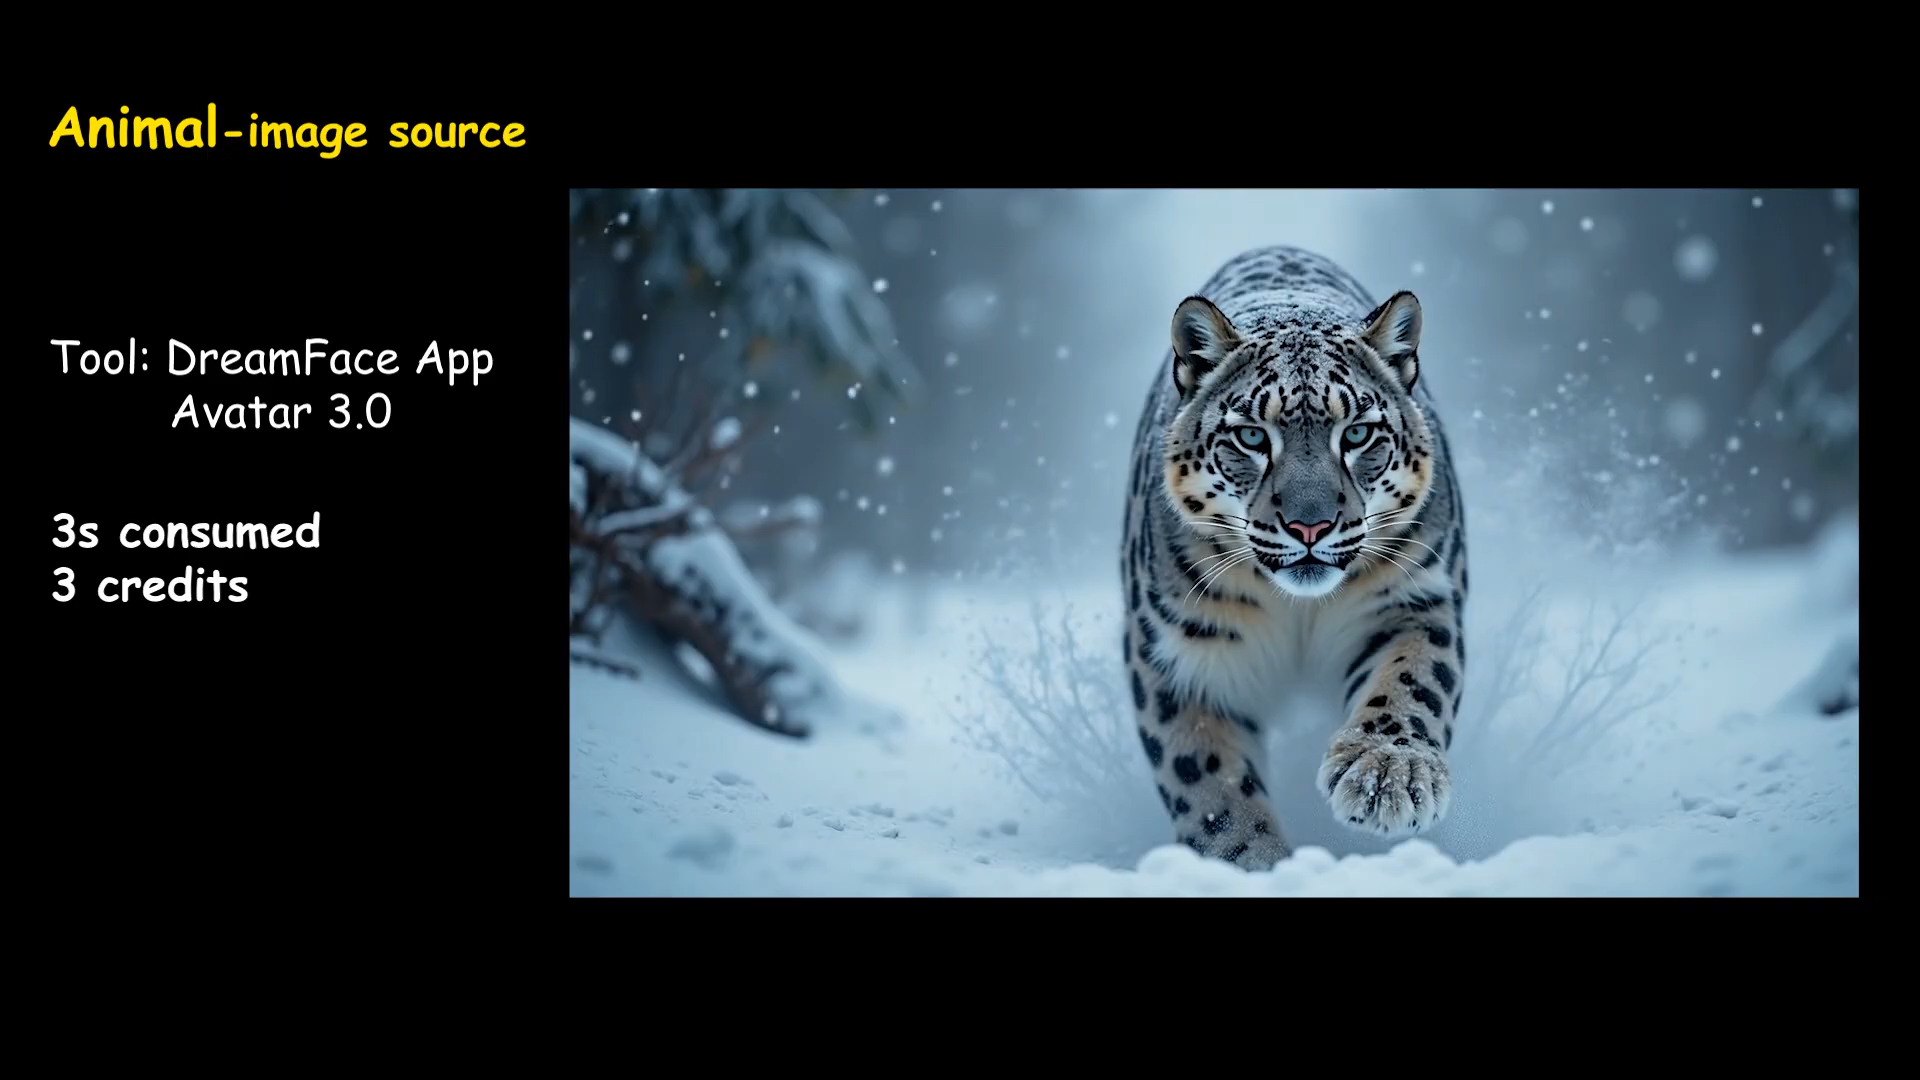 Animal-image source
Tool: DreamFace App
Avatar 3.0
3s consumed
3 credits